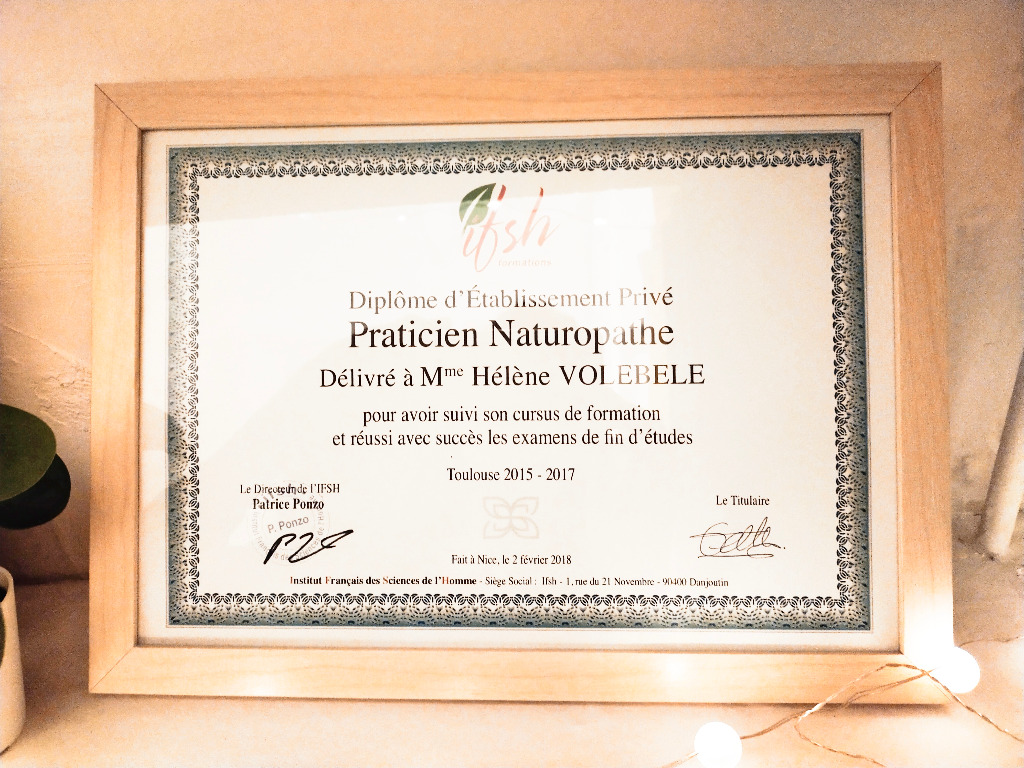 ifsh
formations
Diplôme d'Établissement Privé
Praticien Naturopathe
Délivré à Mme Hélène VOLEBELE
pour avoir suivi son cursus de formation
et réussi avec succès les examens de fin d'études
Toulouse 2015 - 2017
Le Directeur de l'IFSH
Patrice Ponzo
P. Ponzo
Le Titulaire
Fait à Nice, le 2 février 2018
Institut Français des Sciences de l'Homme - Siège Social : Ifsh - 1, rue du 21 Novembre - 90400 Danjoutin